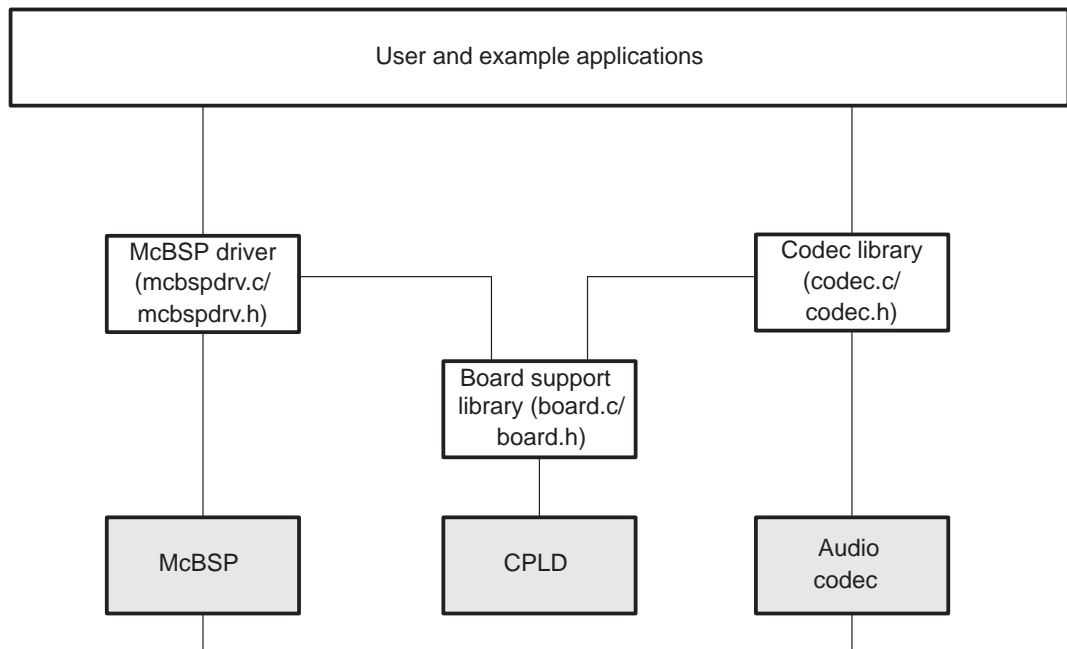 User and example applications
McBSP driver
(mcbspdrv.c/
mcbspdrv.h)
Codec library
(codec.c/
codec.h)
Board support
library (board.c/
board.h)
McBSP
CPLD
Audio
codec